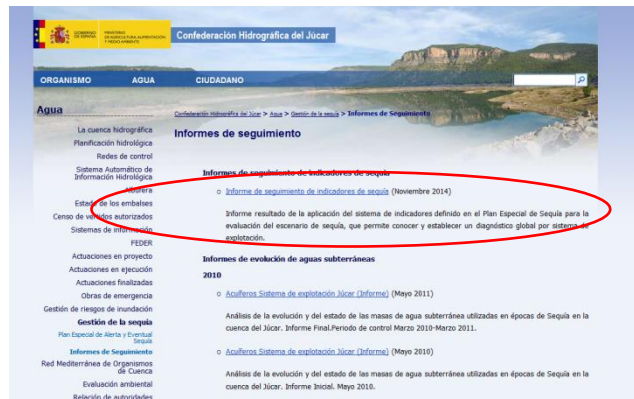 GOBIERNO DE ESPAÑA
MINISTERIO DE AGRICULTURA, ALIMENTACIÓN Y MEDIO AMBIENTE
Confederación Hidrográfica del Júcar
ORGANISMO AGUA CIUDADANO
Agua
Confederación Hidrográfica del Júcar > Agua > Gestión de la sequía > Informes de Seguimiento
La cuenca hidrográfica
Planificación hidrológica
Redes de control
Sistema Automático de
Información Hidrológica
Albufera
Estado de los embalses
Censo de vertidos autorizados
Sistemas de información
FEDER
Actuaciones en proyecto
Actuaciones en ejecución
Actuaciones finalizadas
Obras de emergencia
Gestión de riesgos de inundación
Gestión de la sequía
Plan Especial de Alerta y Eventual
Sequía
Informes de Seguimiento
Red Mediterránea de Organismos
de Cuenca
Evaluación ambiental
Relación de autoridades
Informes de seguimiento
Informes de seguimiento de indicadores de sequía
Informe de seguimiento de indicadores de sequía (Noviembre 2014)
Informe resultado de la aplicación del sistema de indicadores definido en el Plan Especial de Sequía para la
evaluación del escenario de sequía, que permite conocer y establecer un diagnóstico global por sistema de
explotación.
Informes de evolución de aguas subterráneas
2010
Acuíferos Sistema de explotación Júcar (Informe) (Mayo 2011)
Análisis de la evolución y del estado de las masas de agua subterránea utilizadas en épocas de Sequía en la
cuenca del Júcar. Informe Final.Periodo de control Marzo 2010-Marzo 2011.
Acuíferos Sistema de explotación Júcar (Informe) (Mayo 2010)
Análisis de la evolución y del estado de las masas de agua subterránea utilizadas en épocas de Sequía en la
cuenca del Júcar. Informe Inicial. Mayo 2010.